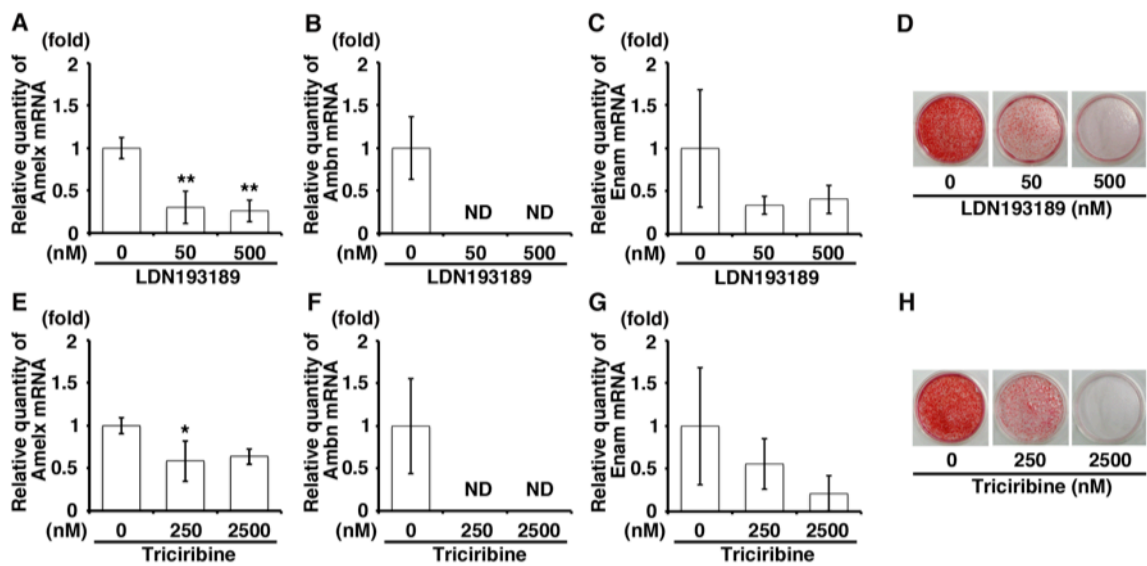 A
(fold)
Relative quantity of
Amelx mRNA
2
1.5
1
0.5
0
**
**
(nM)
0 50 500
LDN193189
B
(fold)
Relative quantity of
Ambn mRNA
2
1.5
1
0.5
0
ND ND
(nM)
0 50 500
LDN193189
C
(fold)
Relative quantity of
Enam mRNA
2
1.5
1
0.5
0
(nM)
0 50 500
LDN193189
D
0 50 500
LDN193189 (nM)
E
(fold)
Relative quantity of
Amelx mRNA
2
1.5
1
0.5
0
*
(nM)
0 250 2500
Triciribine
F
(fold)
Relative quantity of
Ambn mRNA
2
1.5
1
0.5
0
ND ND
(nM)
0 250 2500
Triciribine
G
(fold)
Relative quantity of
Enam mRNA
2
1.5
1
0.5
0
(nM)
0 250 2500
Triciribine
H
0 250 2500
Triciribine (nM)